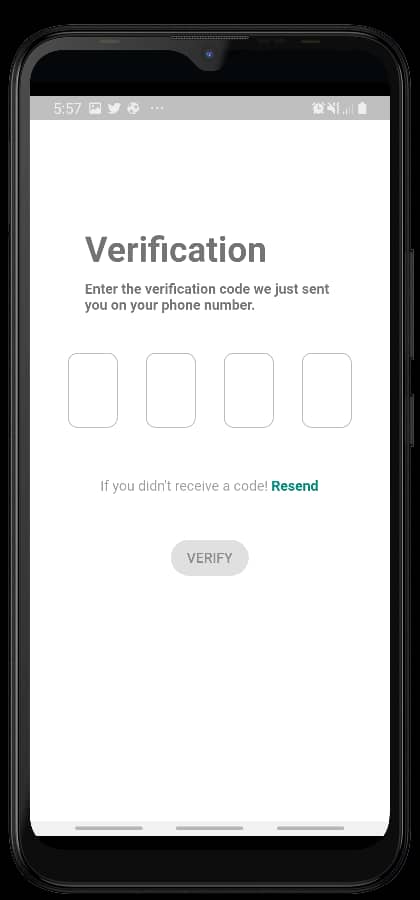 5:57
Verification
Enter the verification code we just sent
you on your phone number.
If you didn't receive a code! Resend
VERIFY